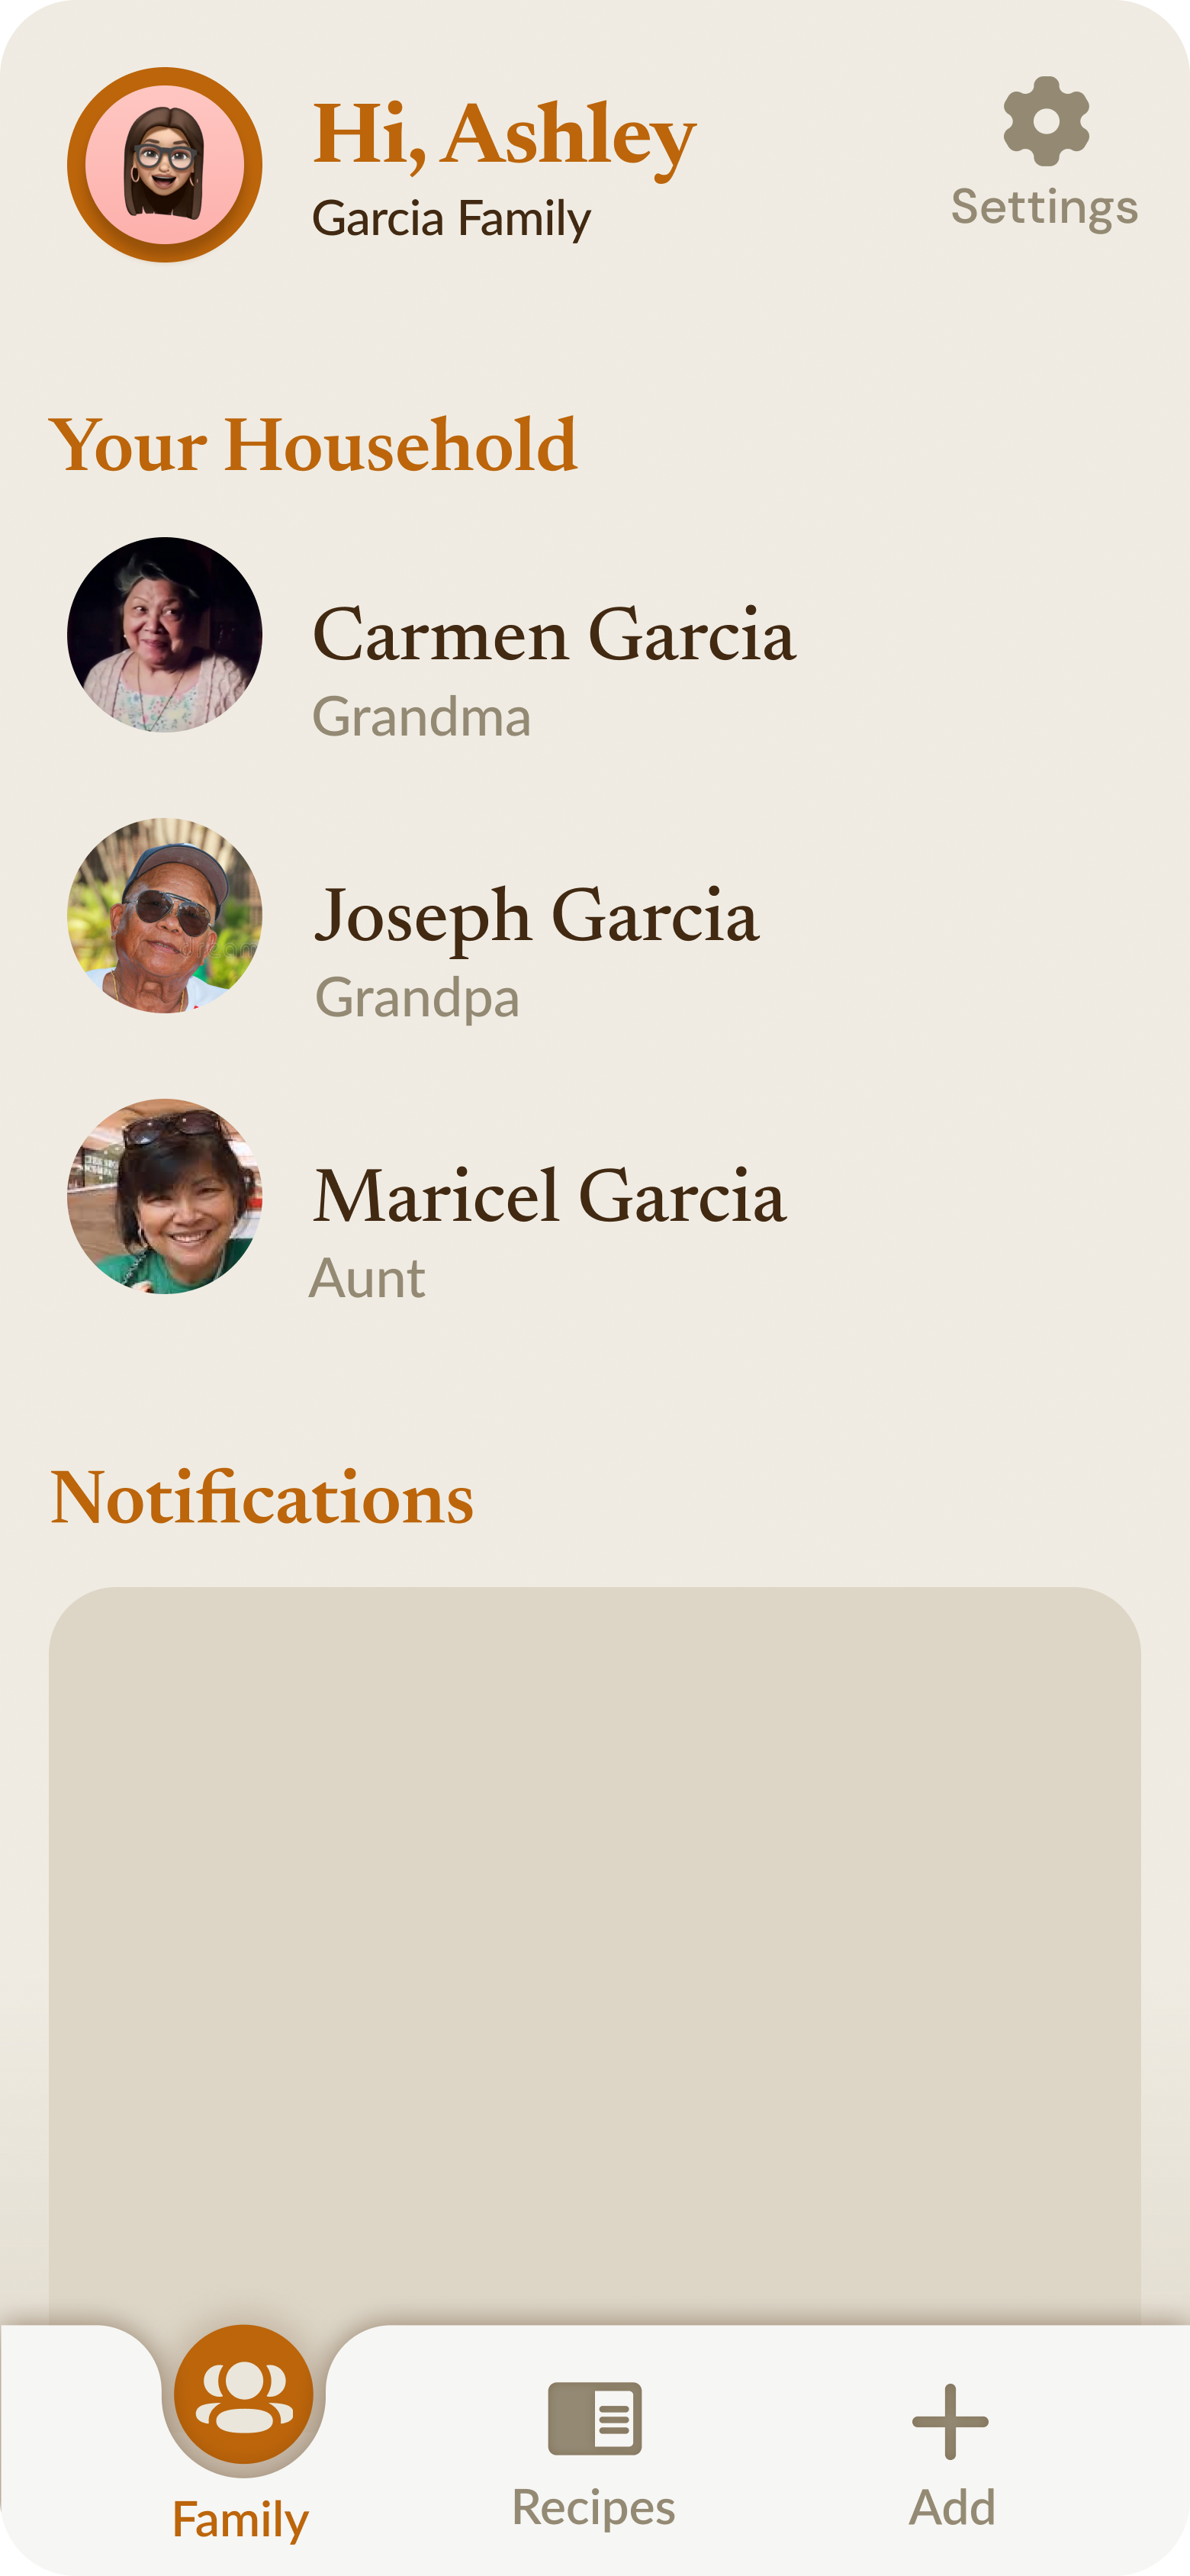 Hi, Ashley
Garcia Family
Settings
Your Household
Carmen Garcia
Grandma
Joseph Garcia
Grandpa
Maricel Garcia
Aunt
Notifications
Family
Recipes
Add